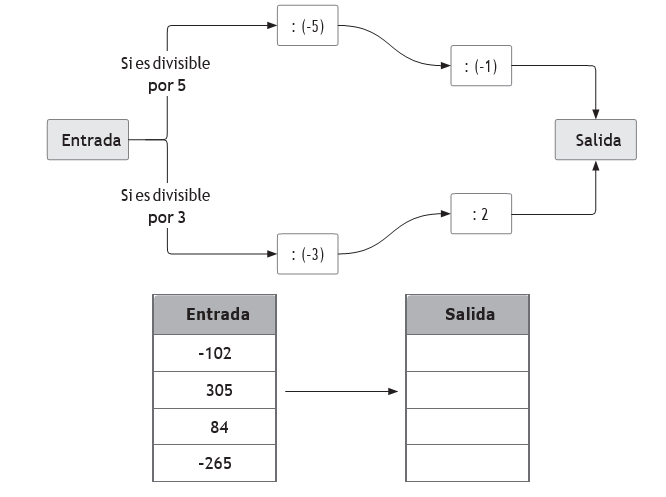 : (-5)
Si es divisible
por 5
: (-1)
Entrada
Salida
Si es divisible
por 3
: 2
: (-3)
Entrada
Salida
-102
305
84
-265